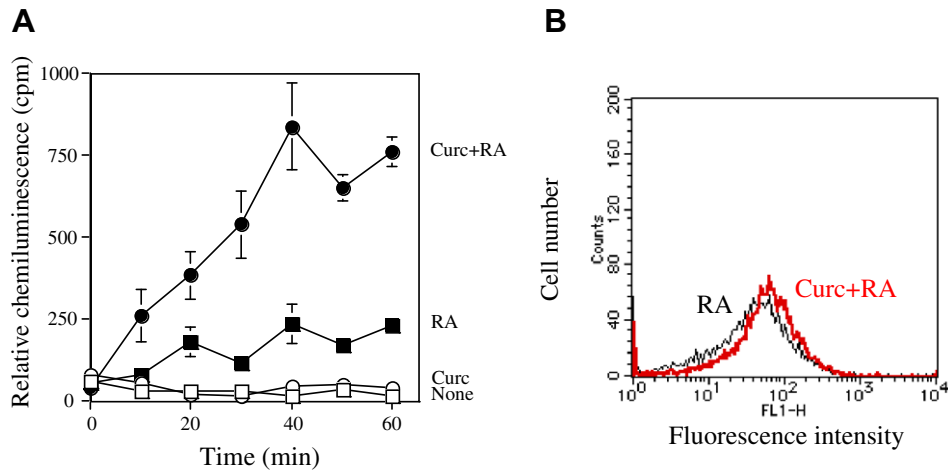 A
Relative chemiluminescence (cpm)
1000
750
500
250
0
0 20 40 60
Time (min)
Curc+RA
RA
Curc
None
B
Cell number
Counts
200
160
120
80
40
0
RA
Curc+RA
10^0 10^1 10^2 10^3 10^4
FL1-H
Fluorescence intensity